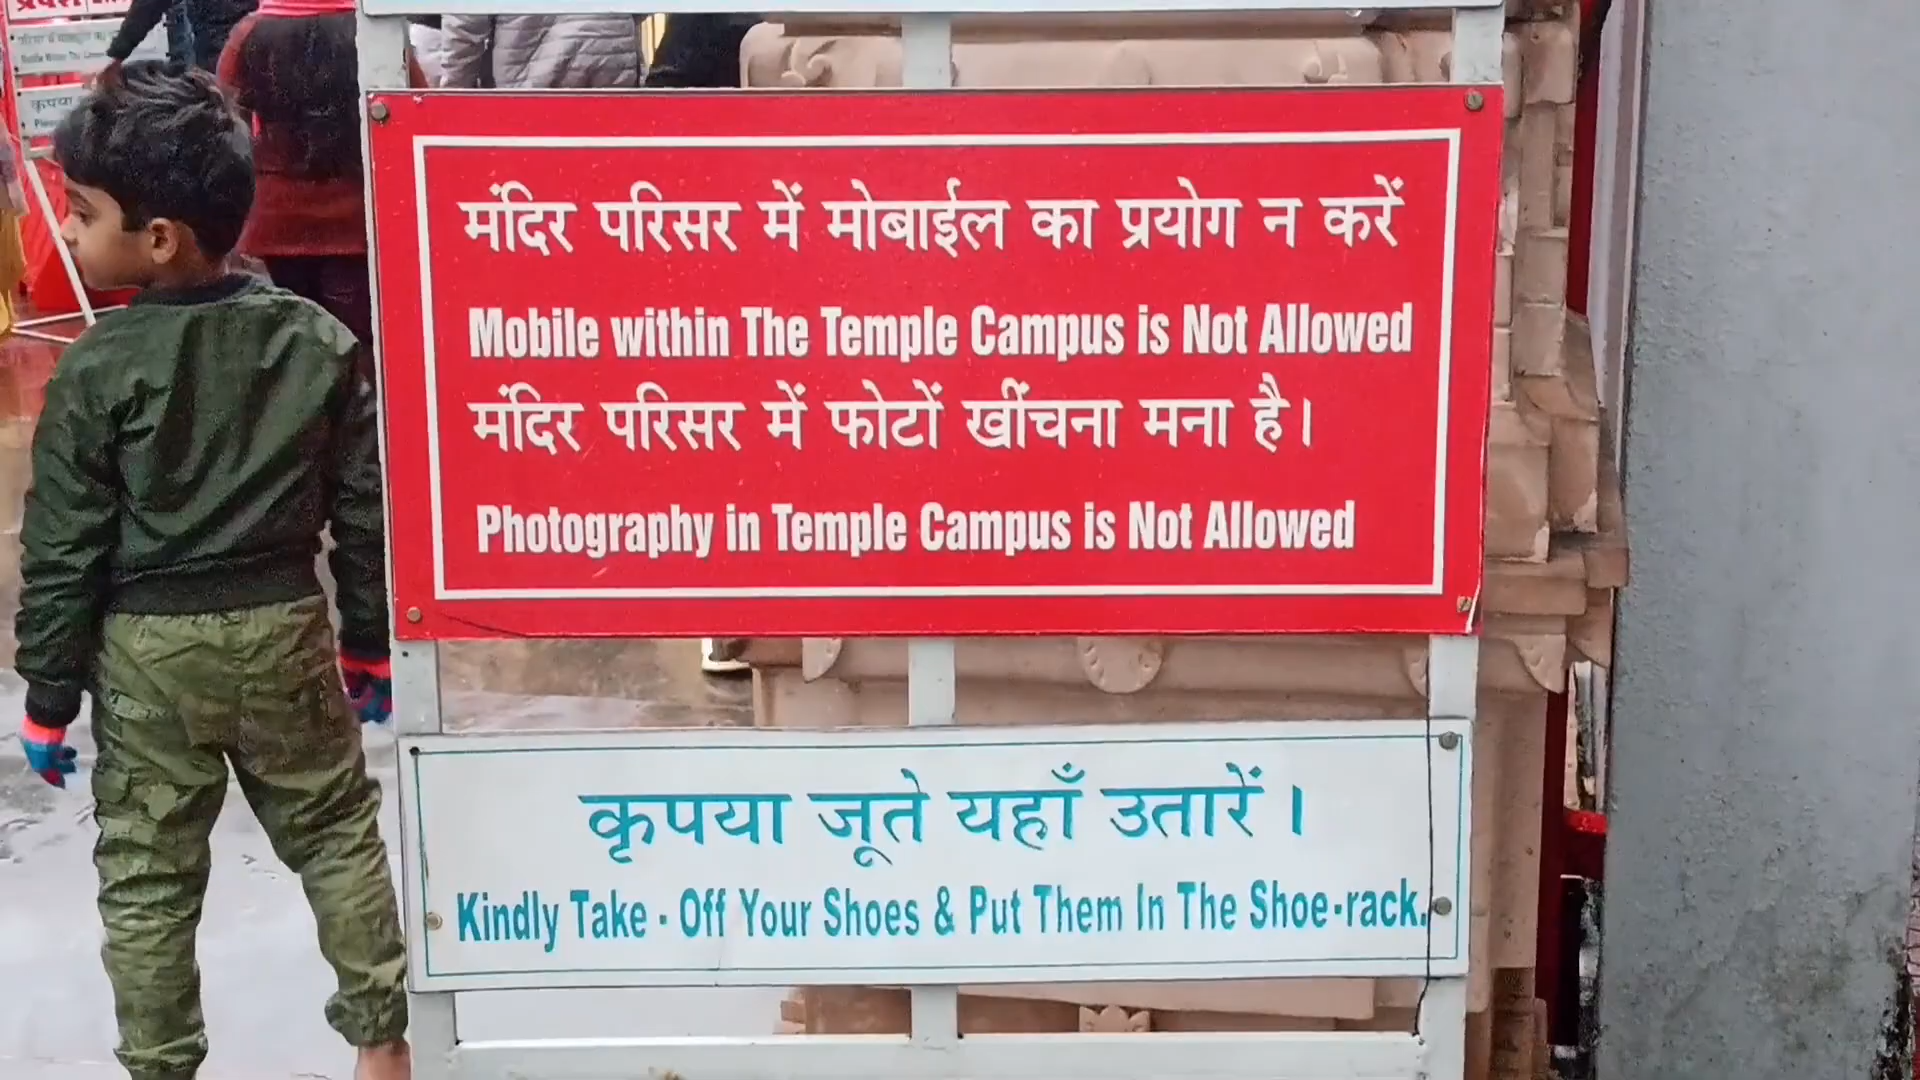 मंदिर परिसर में मोबाईल का प्रयोग न करें
Mobile within The Temple Campus is Not Allowed
मंदिर परिसर में फोटों खींचना मना है।
Photography in Temple Campus is Not Allowed
कृपया जूते यहाँ उतारें ।
Kindly Take - Off Your Shoes & Put Them In The Shoe-rack.
कृपया